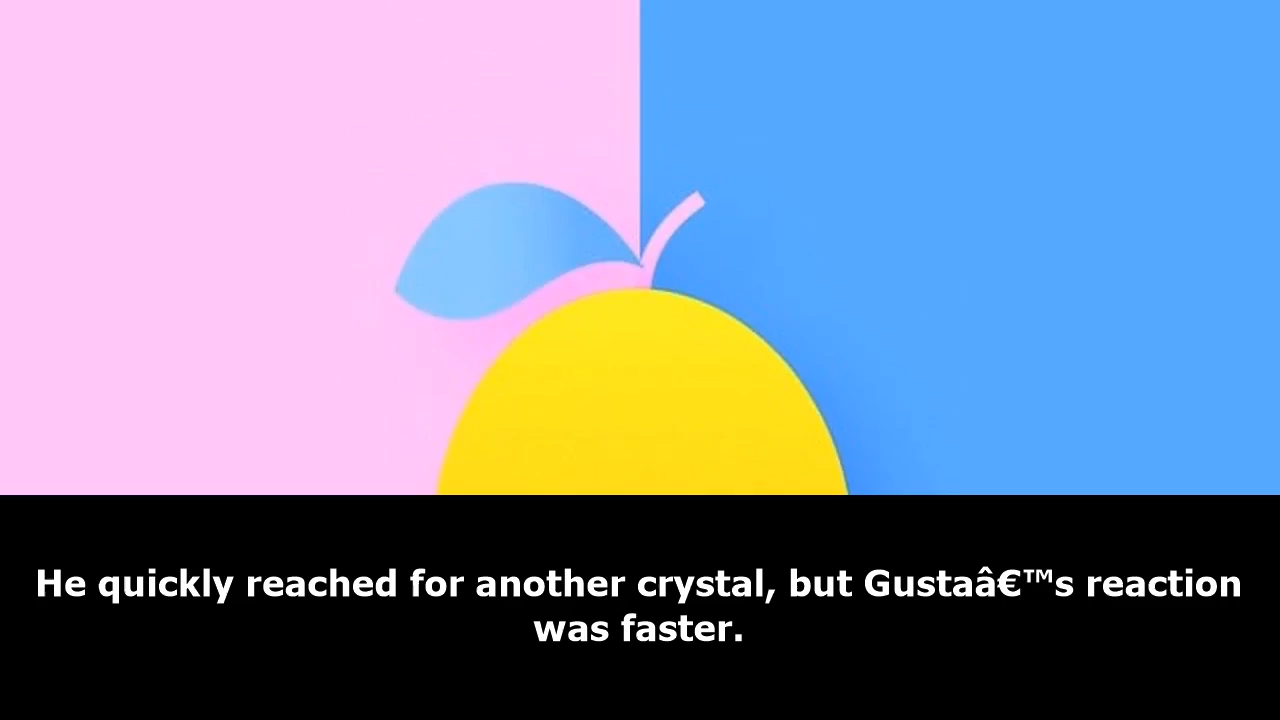 He quickly reached for another crystal, but Gustaâ€™s reaction
was faster.